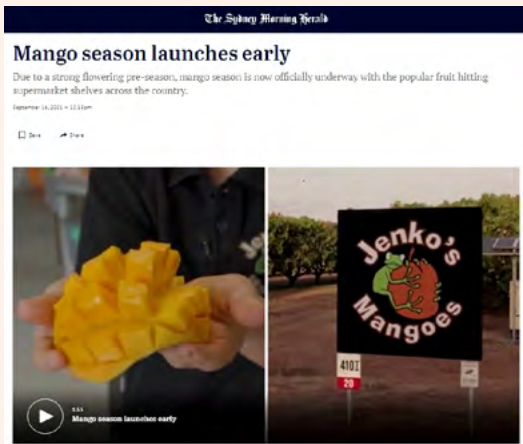 The Sydney Morning Herald
Mango season launches early
Due to a strong flowering pre-season, mango season is now officially underway with the popular fruit hitting
supermarket shelves across the country.
Save Share
Jenko's
Mangoes
410
20
Mango season launches early